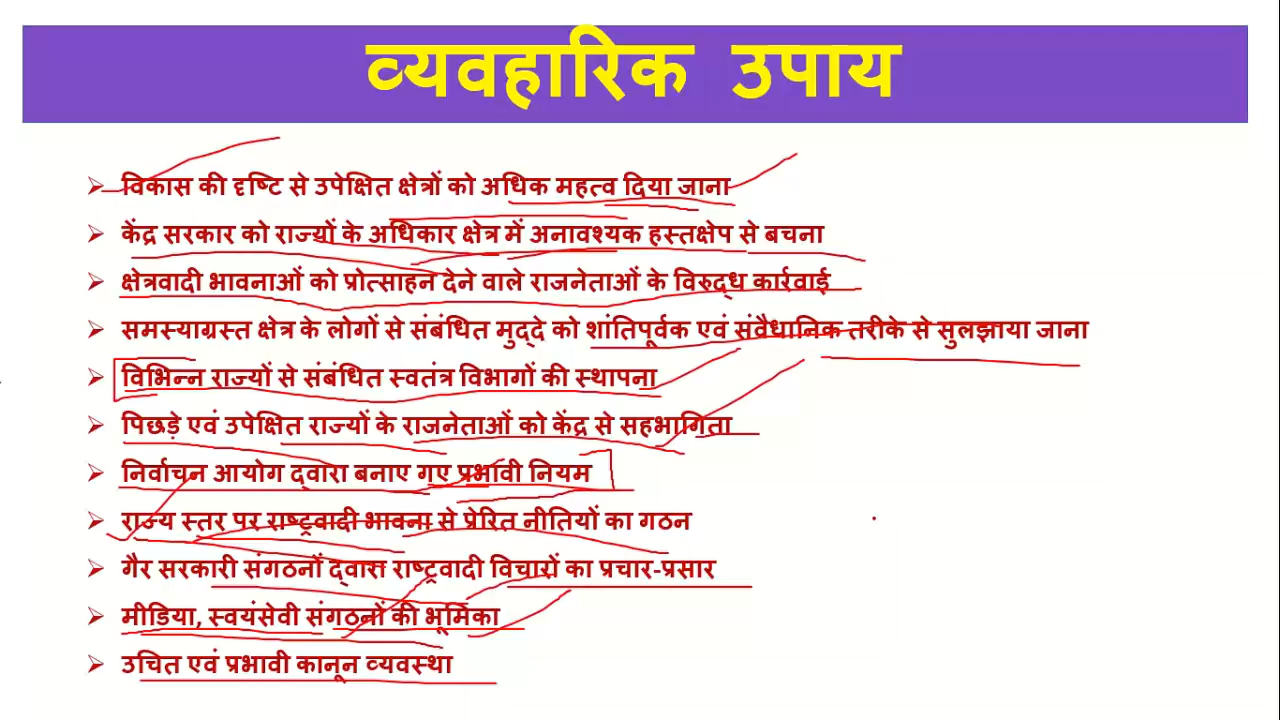 व्यवहारिक उपाय
➢ विकास की दृष्टि से उपेक्षित क्षेत्रों को अधिक महत्व दिया जाना
➢ केंद्र सरकार को राज्यों के अधिकार क्षेत्र में अनावश्यक हस्तक्षेप से बचना
➢ क्षेत्रवादी भावनाओं को प्रोत्साहन देने वाले राजनेताओं के विरुद्ध कार्रवाई
➢ समस्याग्रस्त क्षेत्र के लोगों से संबंधित मुद्दे को शांतिपूर्वक एवं संवैधानिक तरीके से सुलझाया जाना
➢ विभिन्न राज्यों से संबंधित स्वतंत्र विभागों की स्थापना
➢ पिछड़े एवं उपेक्षित राज्यों के राजनेताओं को केंद्र से सहभागिता
➢ निर्वाचन आयोग द्वारा बनाए गए प्रभावी नियम
➢ राज्य स्तर पर राष्ट्रवादी भावना से प्रेरित नीतियों का गठन
➢ गैर सरकारी संगठनों द्वारा राष्ट्रवादी विचारों का प्रचार-प्रसार
➢ मीडिया, स्वयंसेवी संगठनों की भूमिका
➢ उचित एवं प्रभावी कानून व्यवस्था